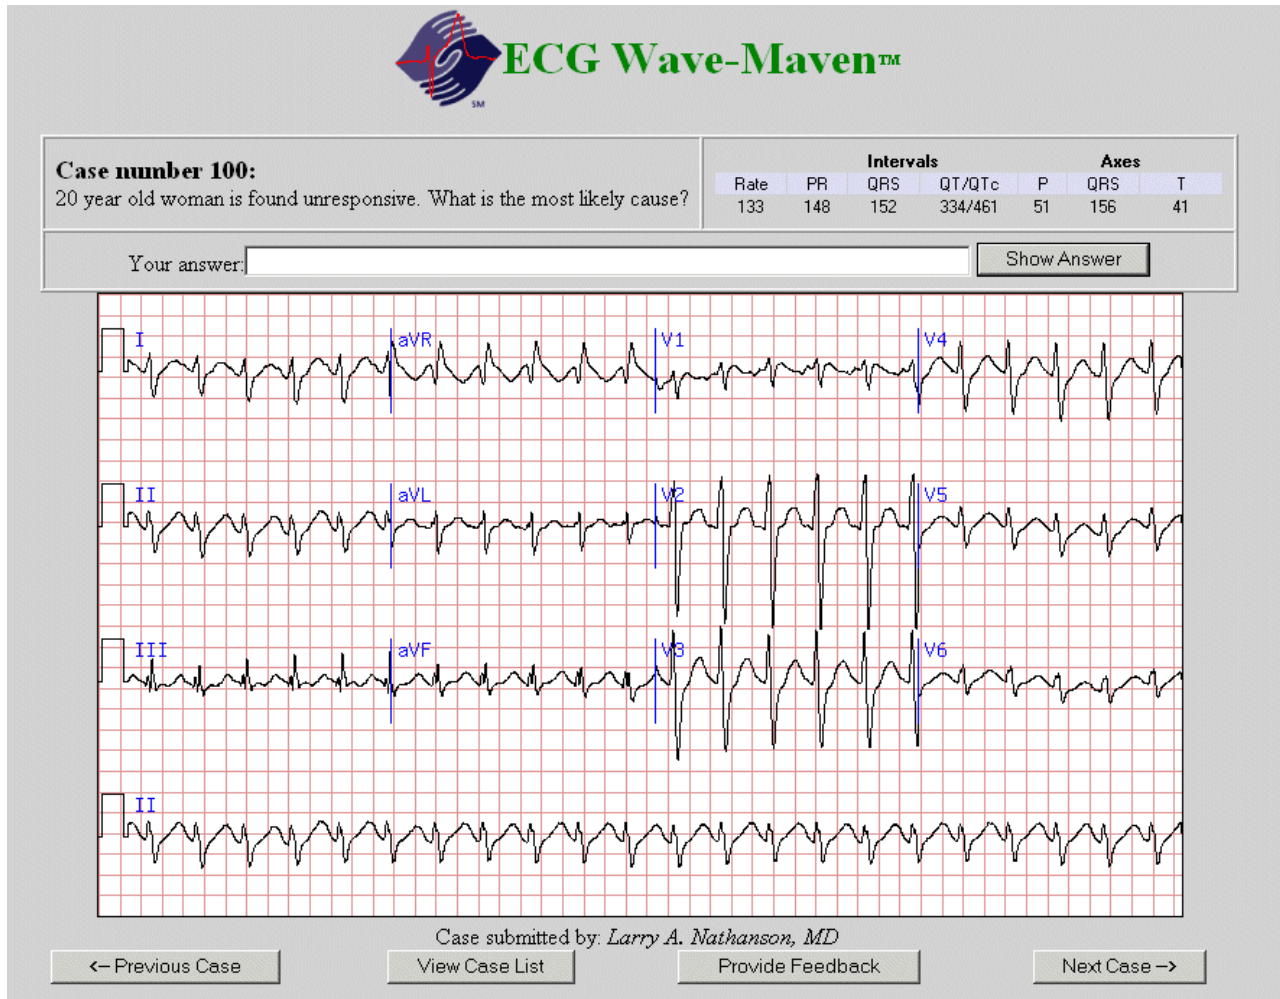 ECG Wave-Maven™
SM
Case number 100:
20 year old woman is found unresponsive. What is the most likely cause?
Intervals Axes
Rate PR QRS QT/QTc P QRS T
133 148 152 334/461 51 156 41
Your answer: Show Answer
I aVR V1 V4
II aVL V2 V5
III aVF V3 V6
II
Case submitted by: Larry A. Nathanson, MD
<-- Previous Case View Case List Provide Feedback Next Case -->